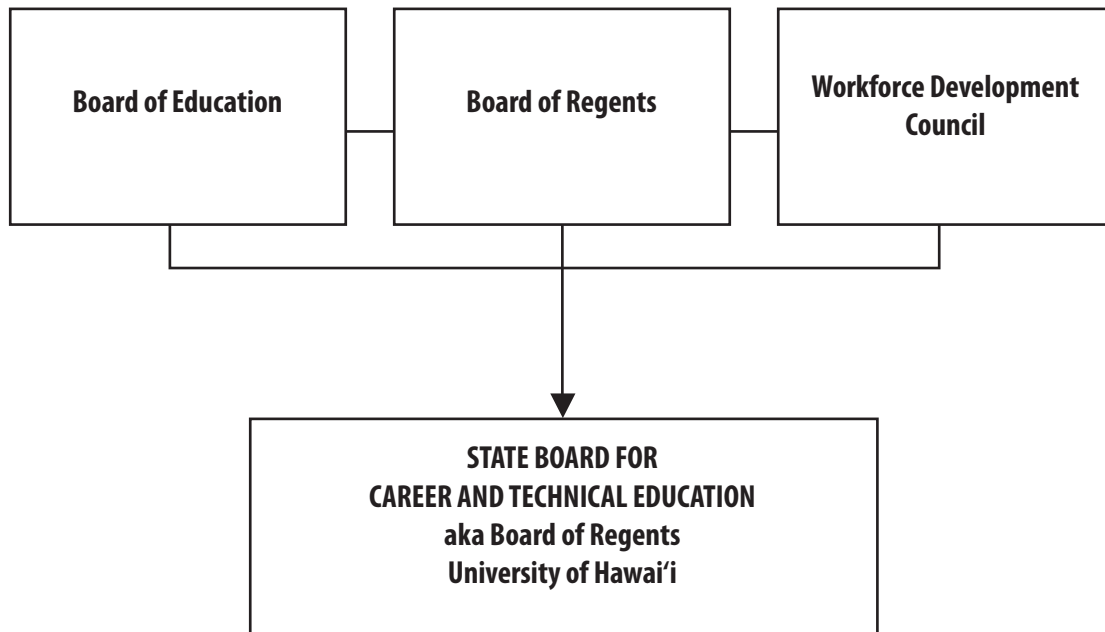 Board of Education
Board of Regents
Workforce Development
Council
STATE BOARD FOR
CAREER AND TECHNICAL EDUCATION
aka Board of Regents
University of Hawai‘i